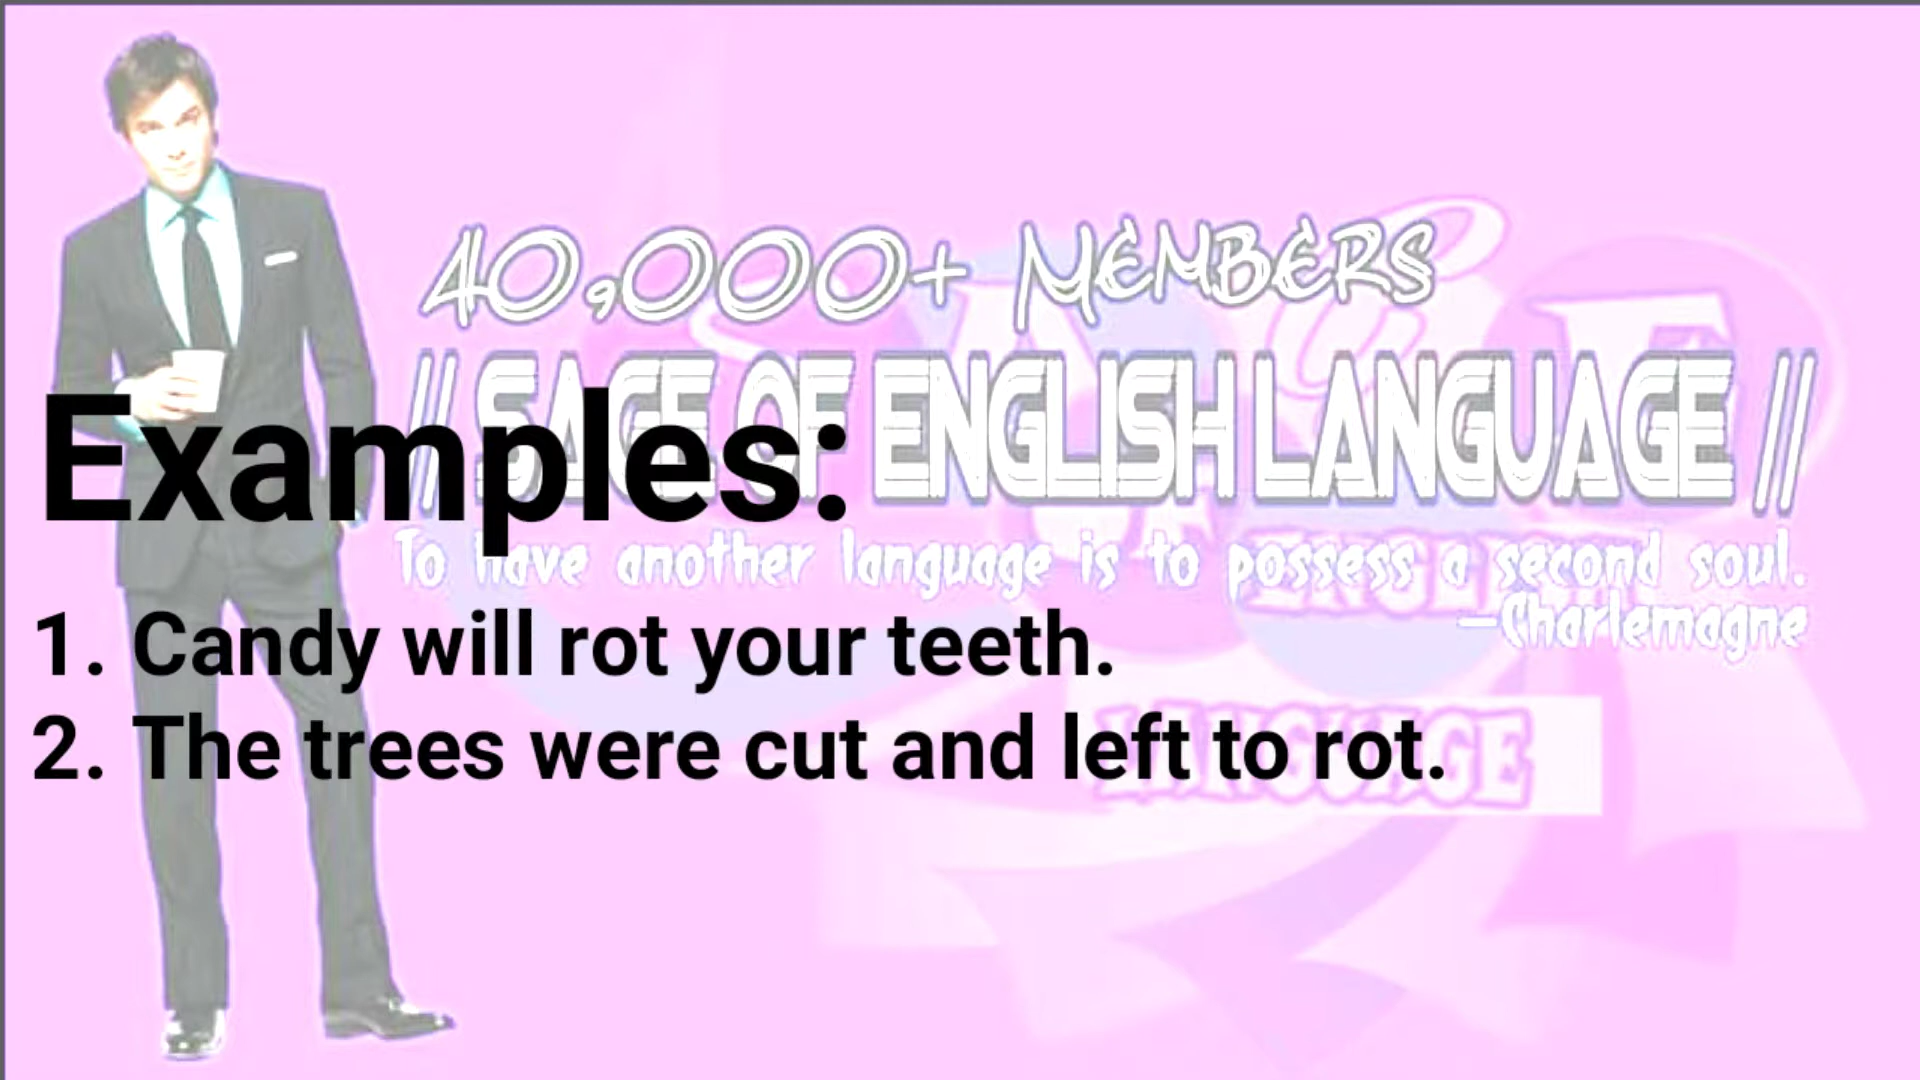 40,000+ MEMBERS
// SAGE OF ENGLISH LANGUAGE //
Examples:
To have another language is to possess a second soul.
—Charlemagne
1. Candy will rot your teeth.
2. The trees were cut and left to rot.
LANGUAGE